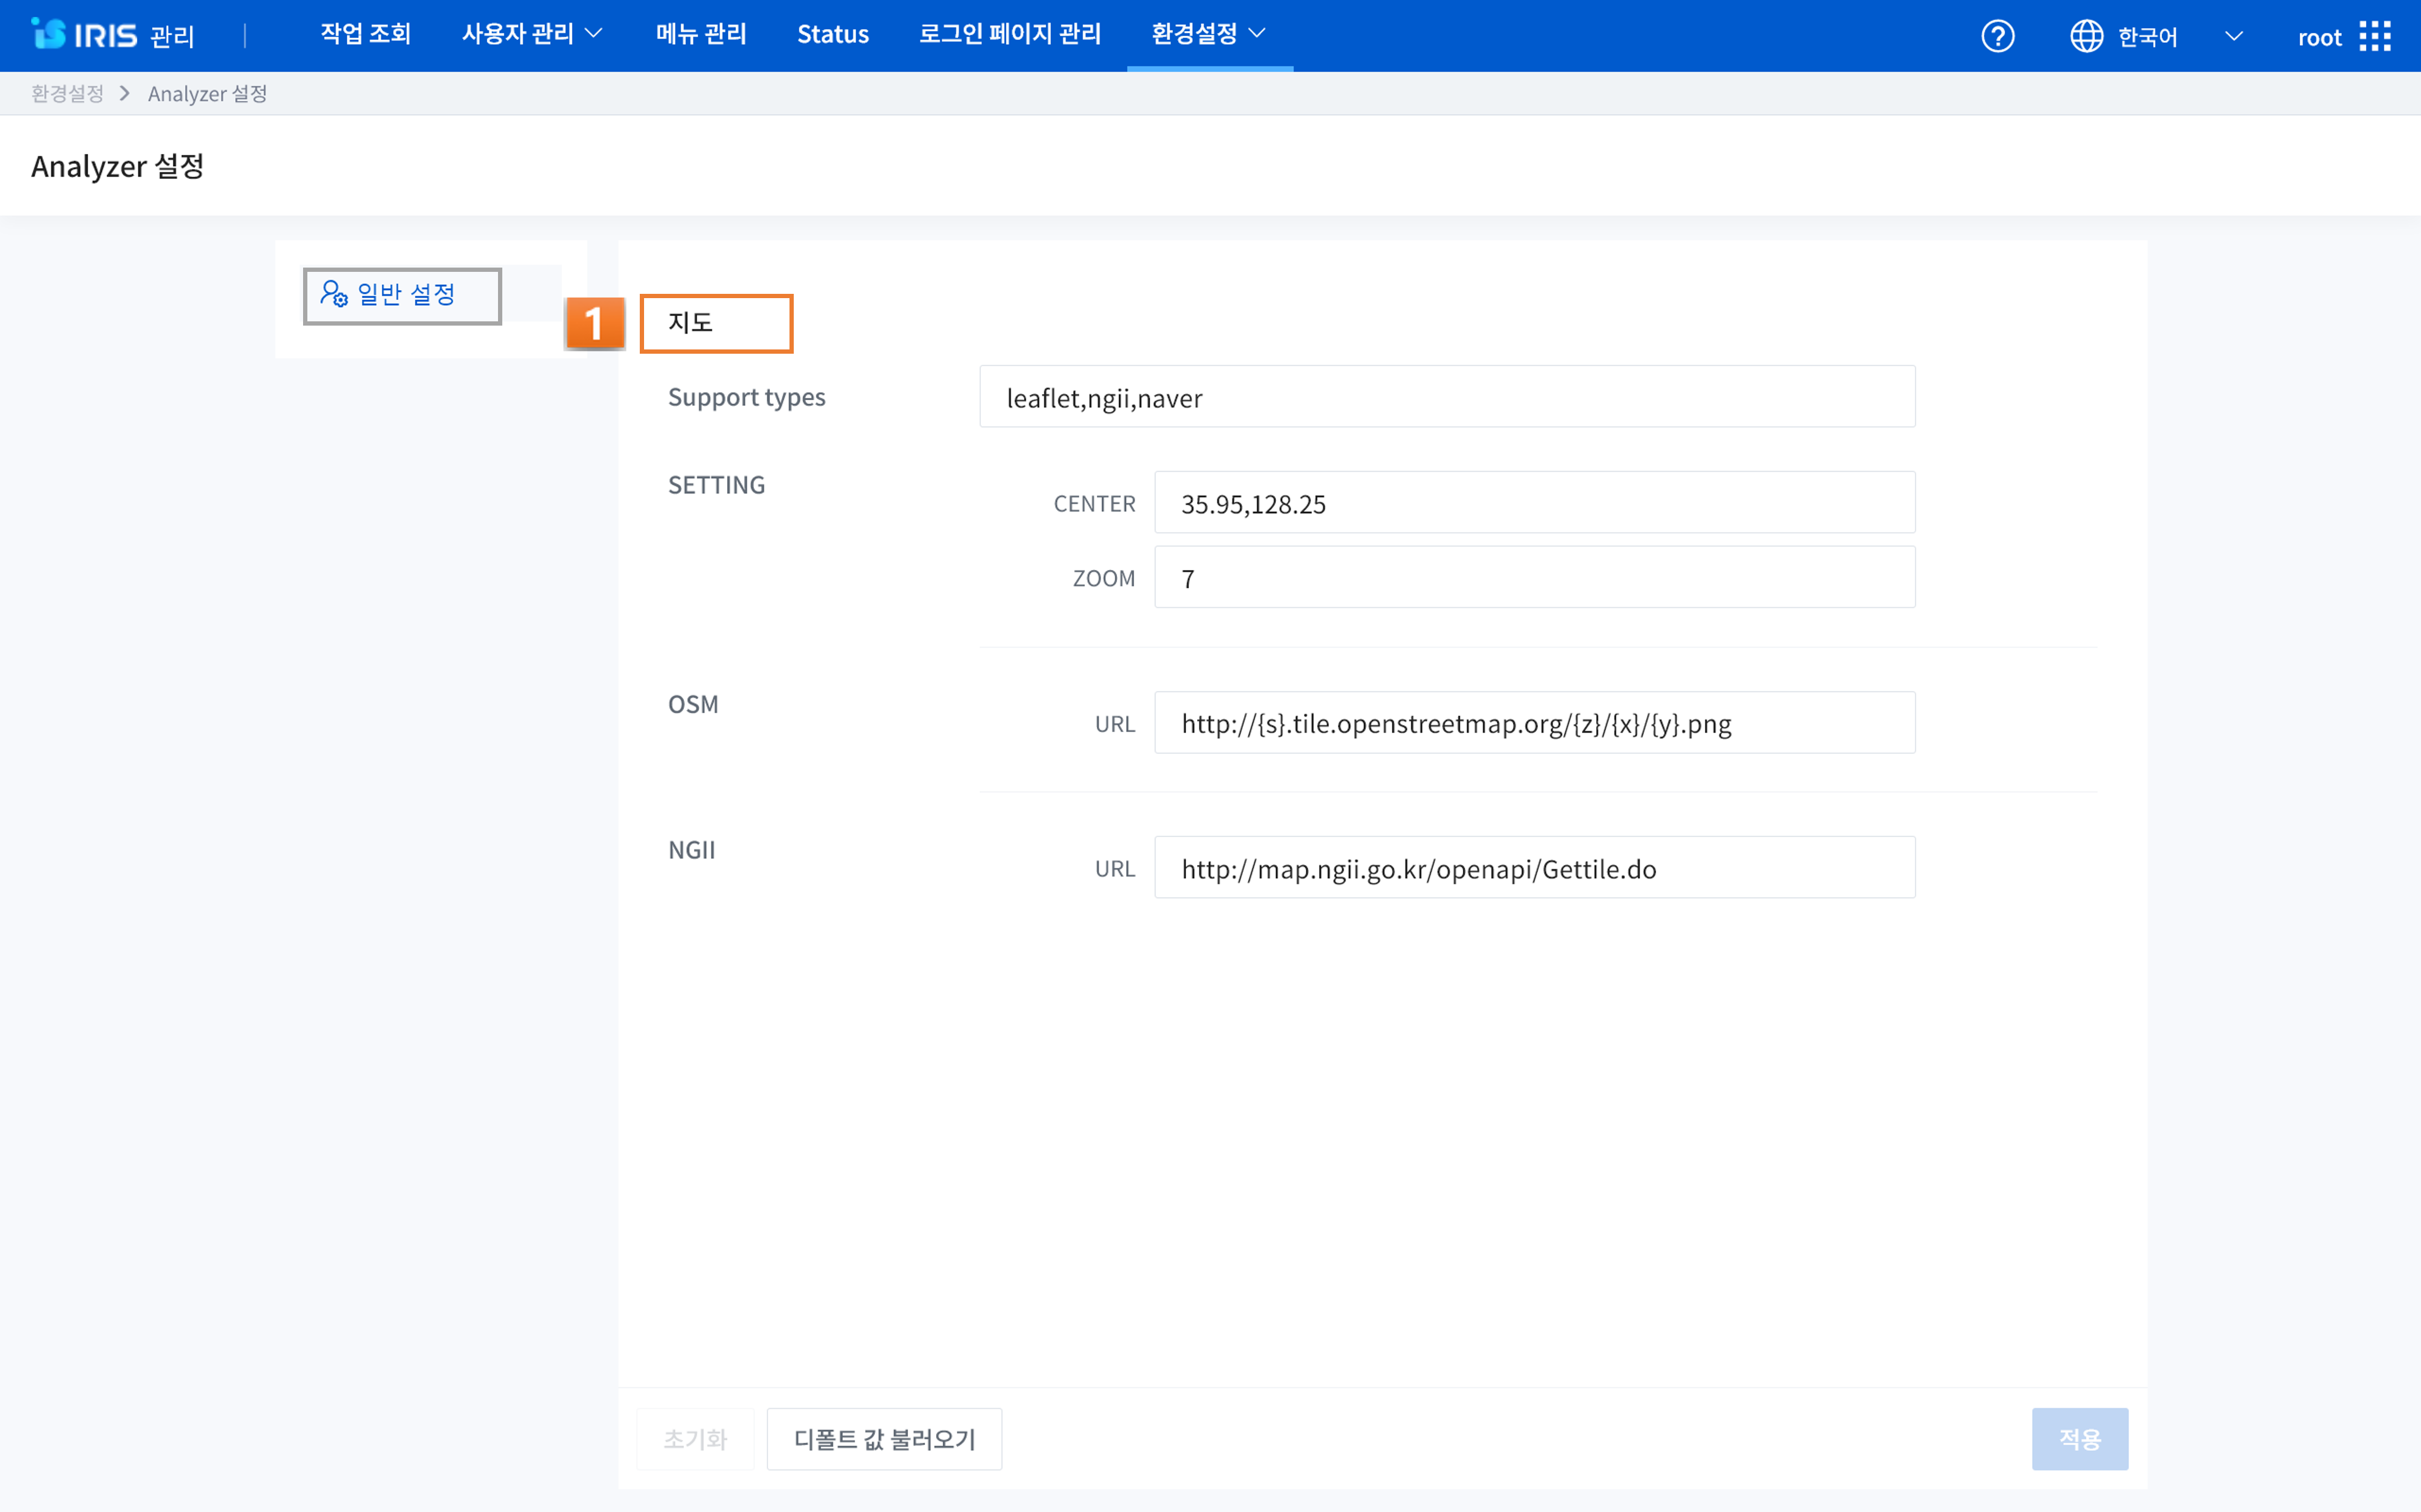 IRIS 관리 작업 조회 사용자 관리 메뉴 관리 Status 로그인 페이지 관리 환경설정 ? 한국어 root
환경설정 > Analyzer 설정
Analyzer 설정
일반 설정
1 지도
Support types leaflet,ngii,naver
SETTING
CENTER 35.95,128.25
ZOOM 7
OSM
URL http://{s}.tile.openstreetmap.org/{z}/{x}/{y}.png
NGII
URL http://map.ngii.go.kr/openapi/Gettile.do
초기화 디폴트 값 불러오기 적용